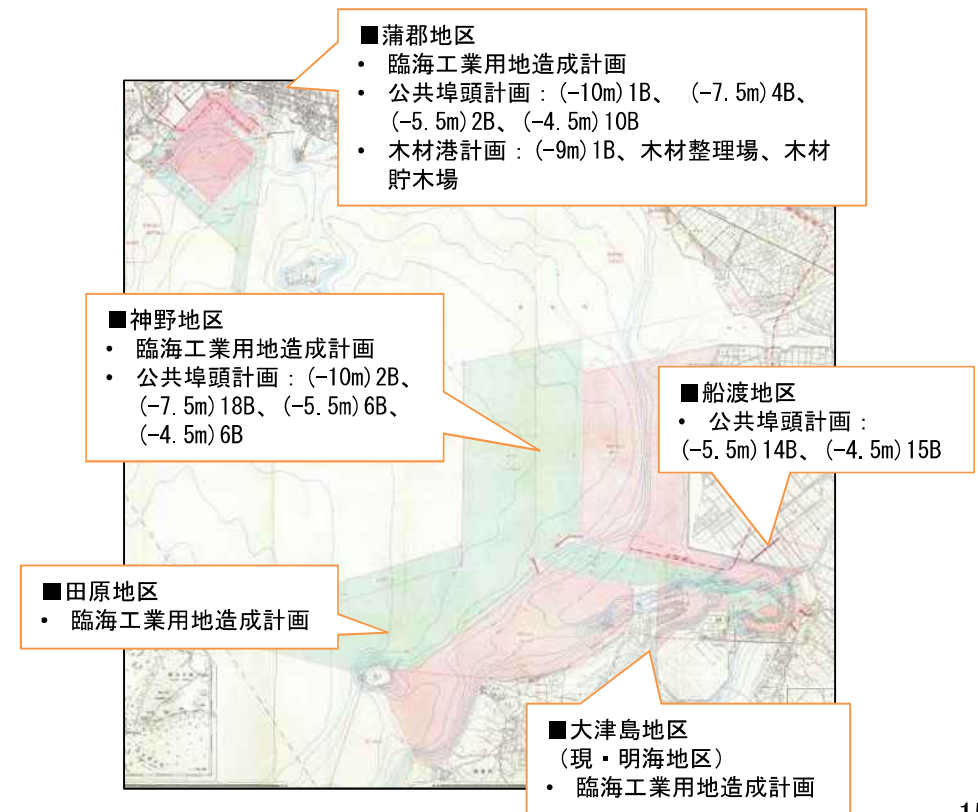 ■蒲郡地区
• 臨海工業用地造成計画
• 公共埠頭計画：(-10m)1B、 (-7.5m)4B、
(-5.5m)2B、(-4.5m)10B
• 木材港計画：(-9m)1B、木材整理場、木材
貯木場
■神野地区
• 臨海工業用地造成計画
• 公共埠頭計画：(-10m)2B、
(-7.5m)18B、(-5.5m)6B、
(-4.5m)6B
■船渡地区
• 公共埠頭計画：
(-5.5m)14B、(-4.5m)15B
■田原地区
• 臨海工業用地造成計画
■大津島地区
（現・明海地区）
• 臨海工業用地造成計画